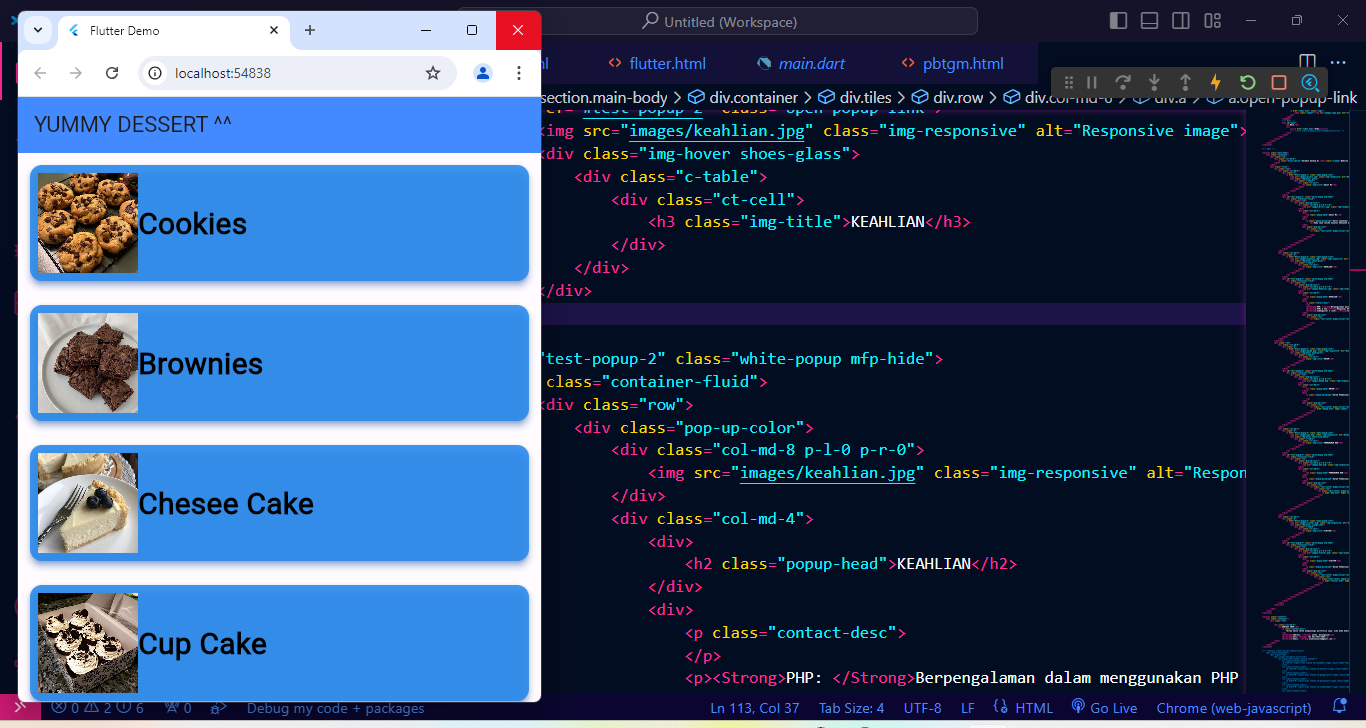 Flutter Demo
localhost:54838
YUMMY DESSERT ^^
Cookies
Brownies
Chesee Cake
Cup Cake
Untitled (Workspace)
flutter.html
main.dart
pbtgm.html
section.main-body > div.container > div.tiles > div.row > div.col-md-6 > div.a > a.open-popup-link
<img src="images/keahlian.jpg" class="img-responsive" alt="Responsive image">
<div class="img-hover shoes-glass">
<div class="c-table">
<div class="ct-cell">
<h3 class="img-title">KEAHLIAN</h3>
</div>
</div>
</div>
"test-popup-2" class="white-popup mfp-hide">
class="container-fluid">
<div class="row">
<div class="pop-up-color">
<div class="col-md-8 p-l-0 p-r-0">
<img src="images/keahlian.jpg" class="img-responsive" alt="Respon
</div>
<div class="col-md-4">
<div>
<h2 class="popup-head">KEAHLIAN</h2>
</div>
<div>
<p class="contact-desc">
</p>
<p><Strong>PHP: </Strong>Berpengalaman dalam menggunakan PHP
0 2 6 0 Debug my code + packages Ln 113, Col 37 Tab Size: 4 UTF-8 LF HTML Go Live Chrome (web-javascript)